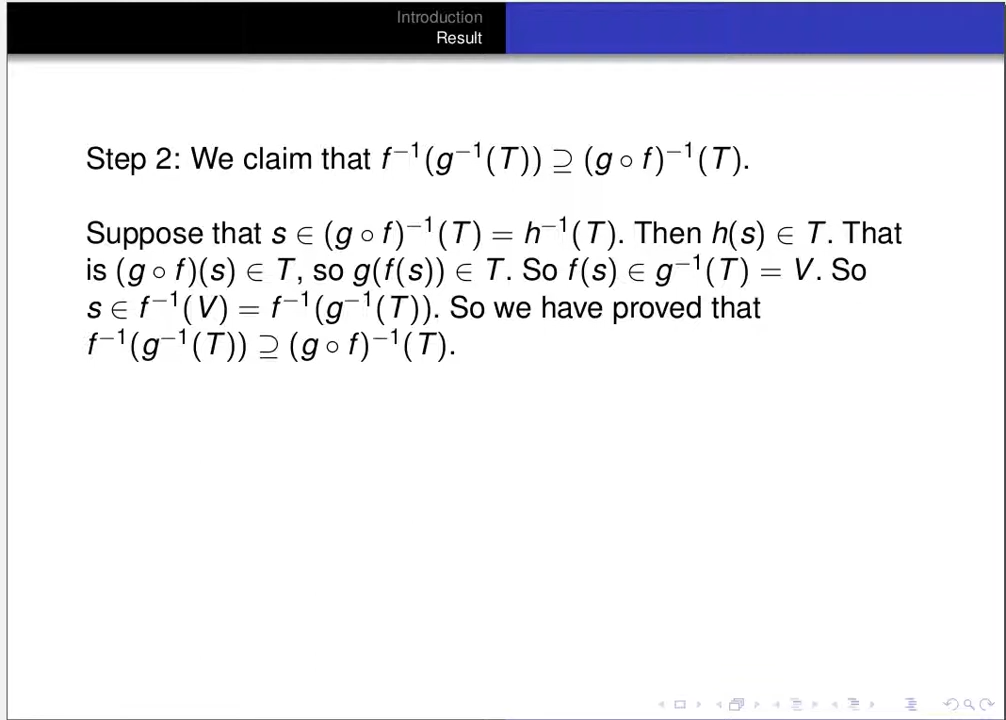 Introduction
Result
Step 2: We claim that f⁻¹(g⁻¹(T)) ⊇ (g ∘ f)⁻¹(T).
Suppose that s ∈ (g ∘ f)⁻¹(T) = h⁻¹(T). Then h(s) ∈ T. That
is (g ∘ f)(s) ∈ T, so g(f(s)) ∈ T. So f(s) ∈ g⁻¹(T) = V. So
s ∈ f⁻¹(V) = f⁻¹(g⁻¹(T)). So we have proved that
f⁻¹(g⁻¹(T)) ⊇ (g ∘ f)⁻¹(T).